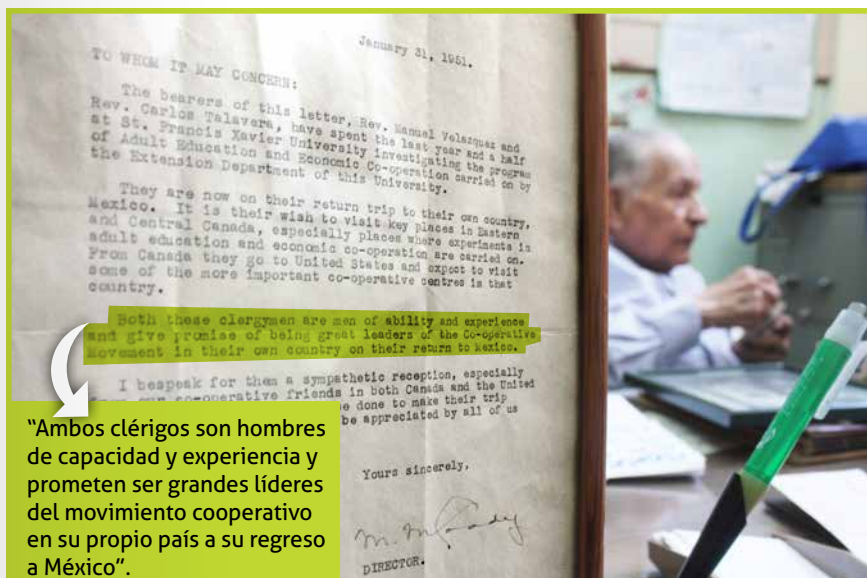 January 31, 1951.
TO WHOM IT MAY CONCERN:
The bearers of this letter, Rev. Manuel Velazquez and
Rev. Carlos Talavera, have spent the last year and a half
at St. Francis Xavier University investigating the program
of Adult Education and Economic Co-operation carried on by
the Extension Department of this University.
They are now on their return trip to their own country,
Mexico. It is their wish to visit key places in Eastern
and Central Canada, especially places where experiments in
adult education and economic co-operation are carried on.
From Canada they go to United States and expect to visit
some of the more important co-operative centres is that
country.
Both these clergymen are men of ability and experience
and give promise of being great leaders of the Co-operative
Movement in their own country on their return to Mexico.
I bespeak for them a sympathetic reception, especially
co-operative friends in both Canada and the United
done to make their trip
be appreciated by all of us
Yours sincerely,
DIRECTOR.
"Ambos clérigos son hombres
de capacidad y experiencia y
prometen ser grandes líderes
del movimiento cooperativo
en su propio país a su regreso
a México".